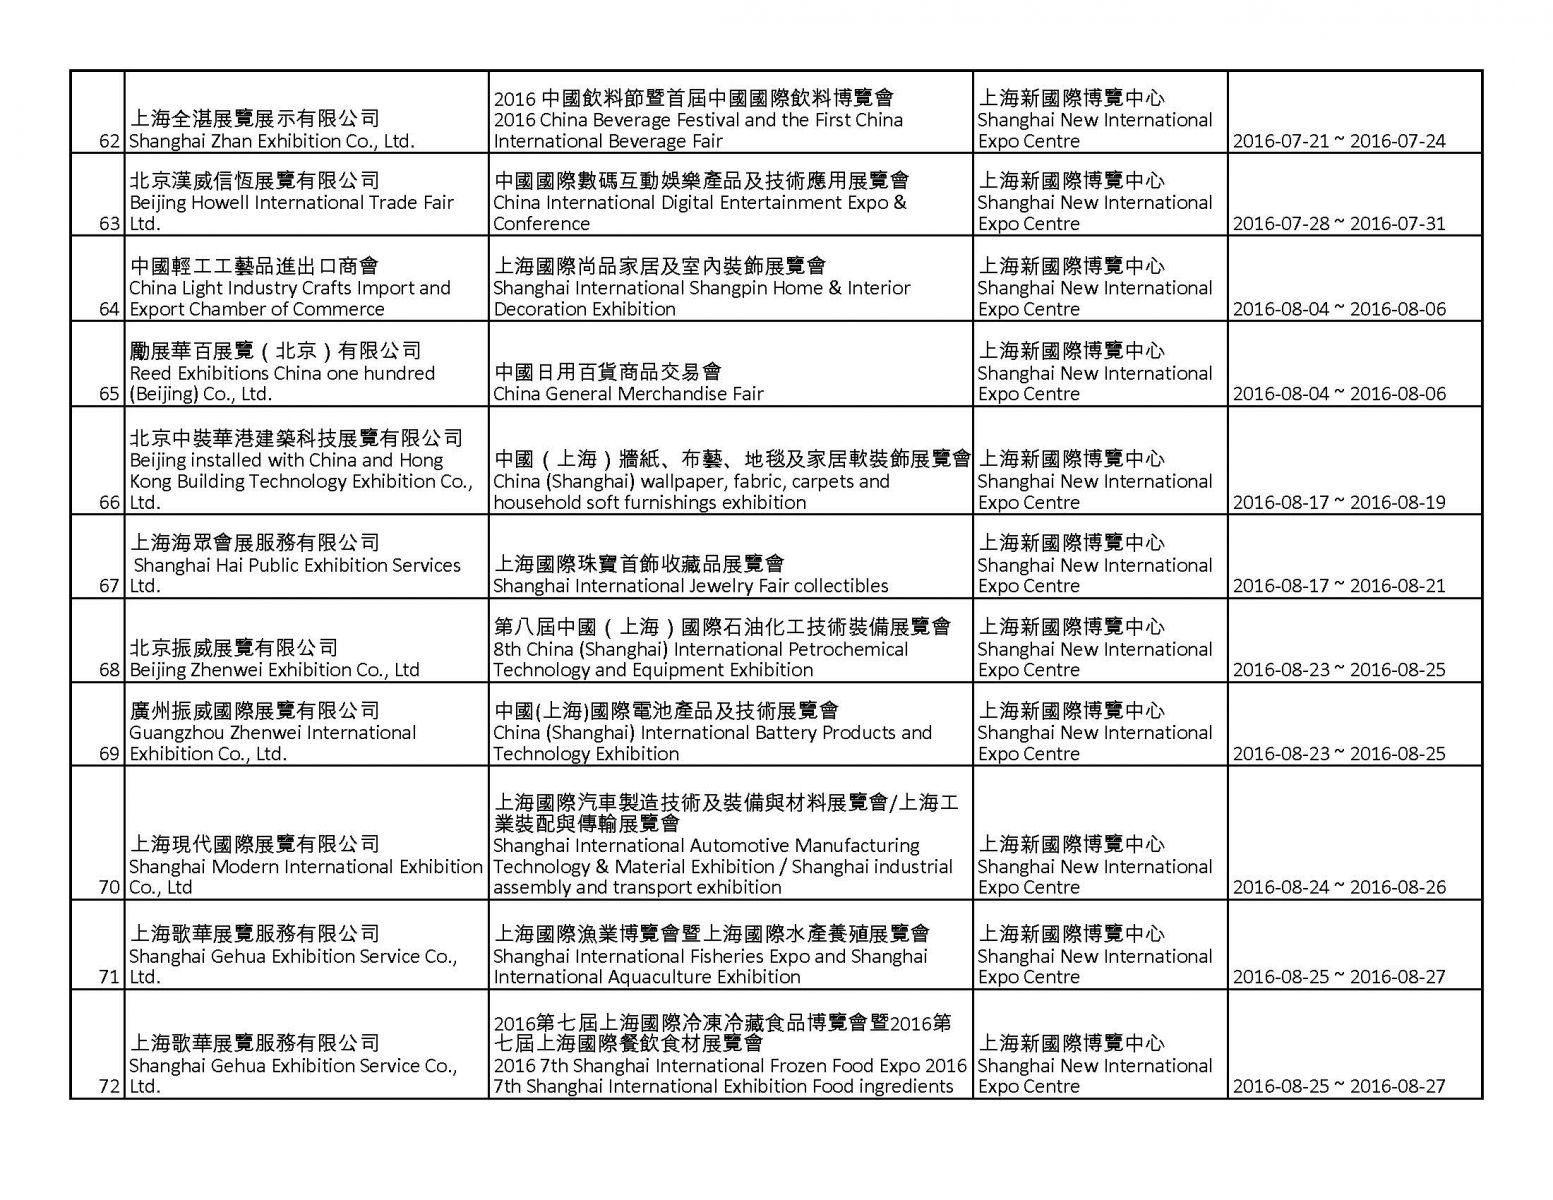 62
上海全湛展覽展示有限公司
Shanghai Zhan Exhibition Co., Ltd.
2016 中國飲料節暨首屆中國國際飲料博覽會
2016 China Beverage Festival and the First China
International Beverage Fair
上海新國際博覽中心
Shanghai New International
Expo Centre
2016-07-21 ~ 2016-07-24
63
北京漢威信恆展覽有限公司
Beijing Howell International Trade Fair
Ltd.
中國國際數碼互動娛樂產品及技術應用展覽會
China International Digital Entertainment Expo &
Conference
上海新國際博覽中心
Shanghai New International
Expo Centre
2016-07-28 ~ 2016-07-31
64
中國輕工工藝品進出口商會
China Light Industry Crafts Import and
Export Chamber of Commerce
上海國際尚品家居及室內裝飾展覽會
Shanghai International Shangpin Home & Interior
Decoration Exhibition
上海新國際博覽中心
Shanghai New International
Expo Centre
2016-08-04 ~ 2016-08-06
65
勵展華百展覽（北京）有限公司
Reed Exhibitions China one hundred
(Beijing) Co., Ltd.
中國日用百貨商品交易會
China General Merchandise Fair
上海新國際博覽中心
Shanghai New International
Expo Centre
2016-08-04 ~ 2016-08-06
66
北京中裝華港建築科技展覽有限公司
Beijing installed with China and Hong
Kong Building Technology Exhibition Co.,
Ltd.
中國（上海）牆紙、布藝、地毯及家居軟裝飾展覽會
China (Shanghai) wallpaper, fabric, carpets and
household soft furnishings exhibition
上海新國際博覽中心
Shanghai New International
Expo Centre
2016-08-17 ~ 2016-08-19
67
上海海眾會展服務有限公司
Shanghai Hai Public Exhibition Services
Ltd.
上海國際珠寶首飾收藏品展覽會
Shanghai International Jewelry Fair collectibles
上海新國際博覽中心
Shanghai New International
Expo Centre
2016-08-17 ~ 2016-08-21
68
北京振威展覽有限公司
Beijing Zhenwei Exhibition Co., Ltd
第八屆中國（上海）國際石油化工技術裝備展覽會
8th China (Shanghai) International Petrochemical
Technology and Equipment Exhibition
上海新國際博覽中心
Shanghai New International
Expo Centre
2016-08-23 ~ 2016-08-25
69
廣州振威國際展覽有限公司
Guangzhou Zhenwei International
Exhibition Co., Ltd.
中國(上海)國際電池產品及技術展覽會
China (Shanghai) International Battery Products and
Technology Exhibition
上海新國際博覽中心
Shanghai New International
Expo Centre
2016-08-23 ~ 2016-08-25
70
上海現代國際展覽有限公司
Shanghai Modern International Exhibition
Co., Ltd
上海國際汽車製造技術及裝備與材料展覽會/上海工
業裝配與傳輸展覽會
Shanghai International Automotive Manufacturing
Technology & Material Exhibition / Shanghai industrial
assembly and transport exhibition
上海新國際博覽中心
Shanghai New International
Expo Centre
2016-08-24 ~ 2016-08-26
71
上海歌華展覽服務有限公司
Shanghai Gehua Exhibition Service Co.,
Ltd.
上海國際漁業博覽會暨上海國際水產養殖展覽會
Shanghai International Fisheries Expo and Shanghai
International Aquaculture Exhibition
上海新國際博覽中心
Shanghai New International
Expo Centre
2016-08-25 ~ 2016-08-27
72
上海歌華展覽服務有限公司
Shanghai Gehua Exhibition Service Co.,
Ltd.
2016第七屆上海國際冷凍冷藏食品博覽會暨2016第
七屆上海國際餐飲食材展覽會
2016 7th Shanghai International Frozen Food Expo 2016
7th Shanghai International Exhibition Food ingredients
上海新國際博覽中心
Shanghai New International
Expo Centre
2016-08-25 ~ 2016-08-27